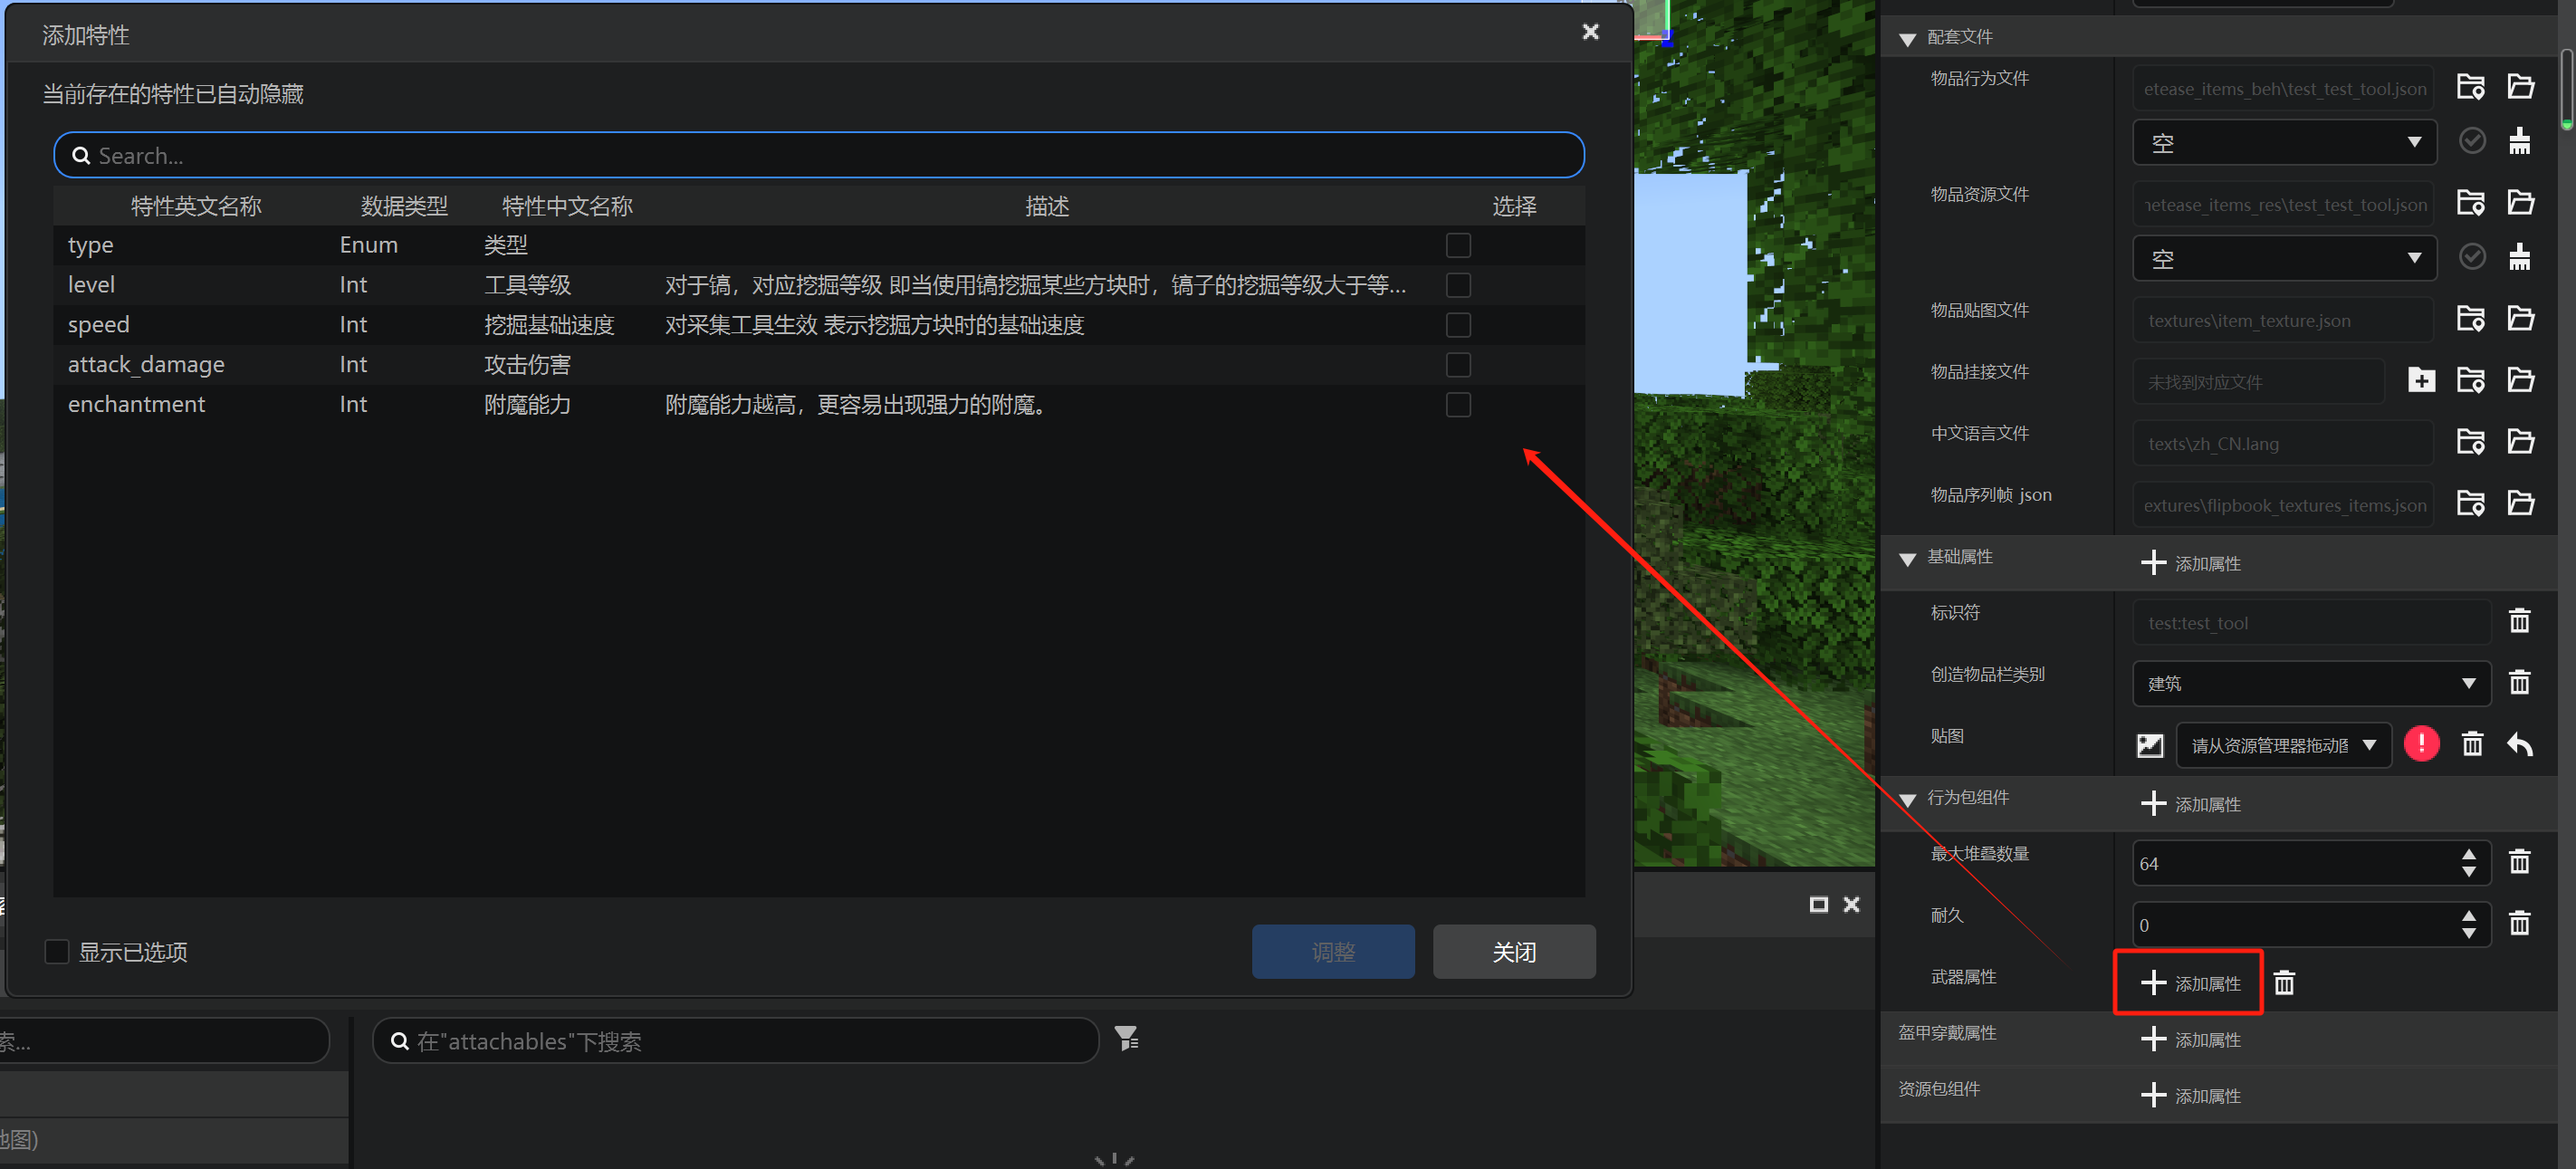 添加特性
当前存在的特性已自动隐藏
Search...
特性英文名称 数据类型 特性中文名称 描述 选择
type Enum 类型
level Int 工具等级 对于镐，对应挖掘等级 即当使用镐挖掘某些方块时，镐子的挖掘等级大于等...
speed Int 挖掘基础速度 对采集工具生效 表示挖掘方块时的基础速度
attack_damage Int 攻击伤害
enchantment Int 附魔能力 附魔能力越高，更容易出现强力的附魔。
显示已选项
调整 关闭
索...
在"attachables"下搜索
地图)
配套文件
物品行为文件 etease_items_beh\test_test_tool.json
空
物品资源文件 netease_items_res\test_test_tool.json
空
物品贴图文件 textures\item_texture.json
物品挂接文件 未找到对应文件
中文语言文件 texts\zh_CN.lang
物品序列帧 json extures\flipbook_textures_items.json
基础属性 添加属性
标识符 test:test_tool
创造物品栏类别 建筑
贴图 请从资源管理器拖动图
行为包组件 添加属性
最大堆叠数量 64
耐久 0
武器属性 添加属性
盔甲穿戴属性 添加属性
资源包组件 添加属性